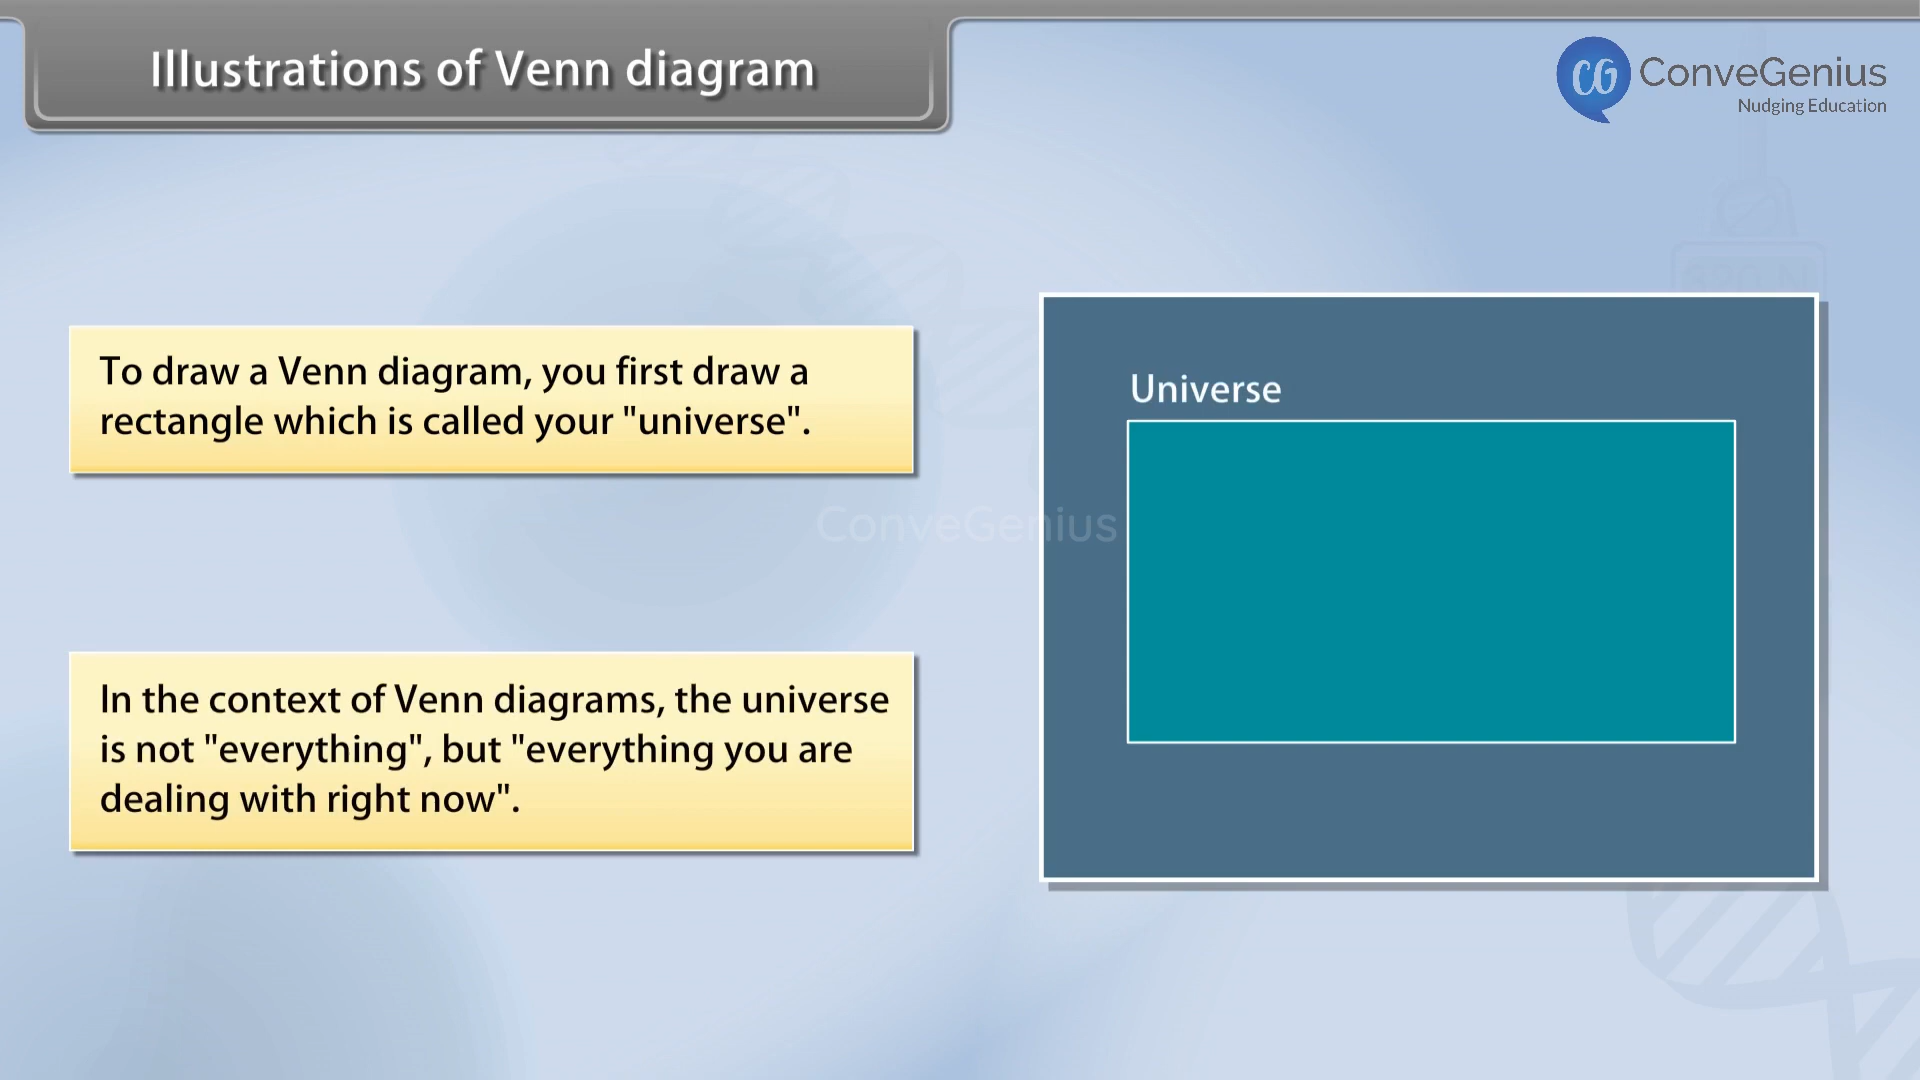 Illustrations of Venn diagram
CG ConveGenius
Nudging Education
To draw a Venn diagram, you first draw a
rectangle which is called your "universe".
Universe
ConveGenius
In the context of Venn diagrams, the universe
is not "everything", but "everything you are
dealing with right now".